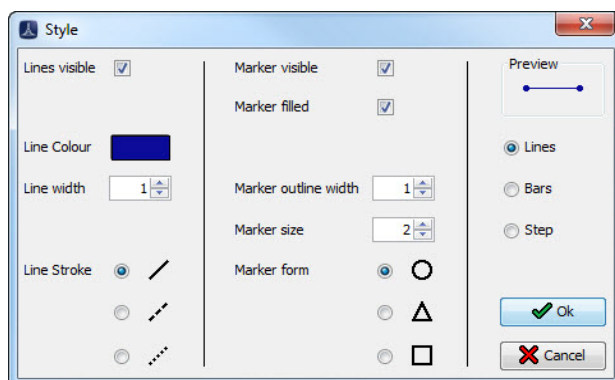 Style
Lines visible
Marker visible
Preview
Marker filled
Line Colour
Lines
Line width 1
Marker outline width 1
Bars
Marker size 2
Step
Line Stroke
Marker form
Ok
Cancel